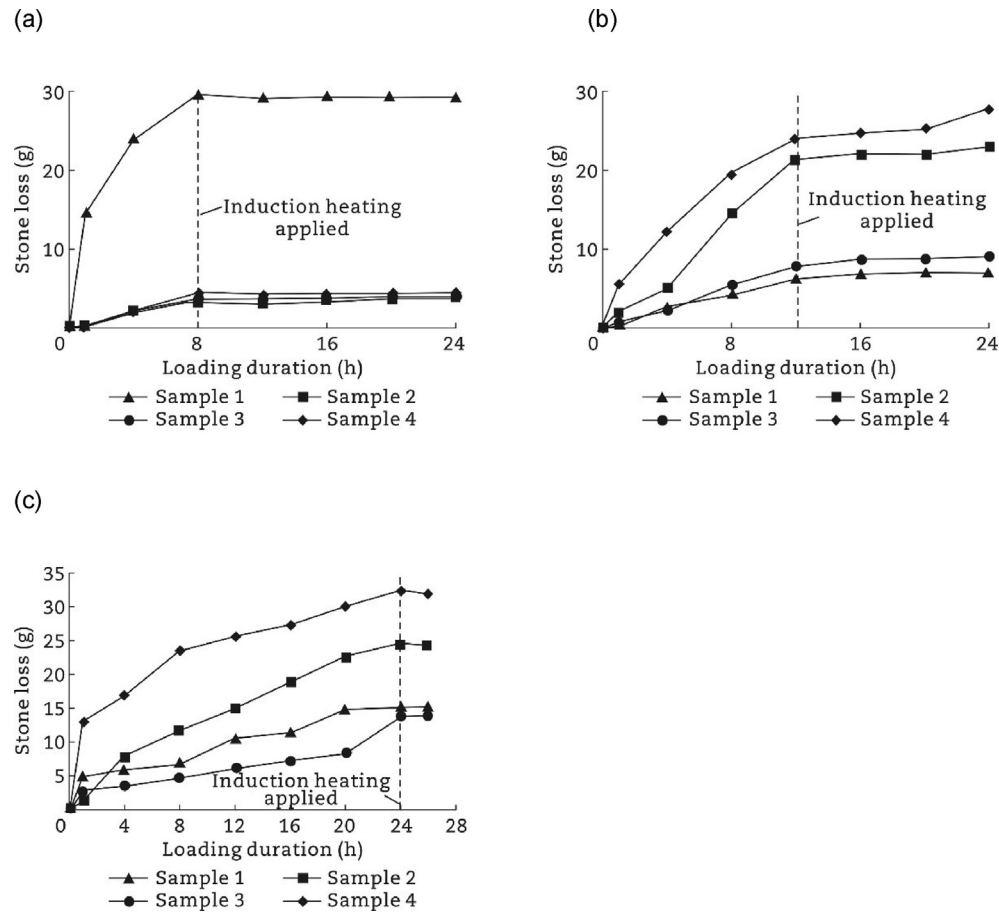 (a)
30
20
10
0
Stone loss (g)
Induction heating
applied
8
16
24
Loading duration (h)
Sample 1
Sample 2
Sample 3
Sample 4
(b)
30
20
10
0
Stone loss (g)
Induction heating
applied
8
16
24
Loading duration (h)
Sample 1
Sample 2
Sample 3
Sample 4
(c)
35
30
25
20
15
10
5
0
Stone loss (g)
Induction heating
applied
4
8
12
16
20
24
28
Loading duration (h)
Sample 1
Sample 2
Sample 3
Sample 4